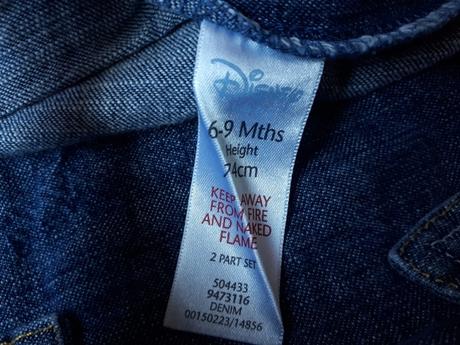 Disney
6-9 Mths
Height
74cm
KEEP AWAY
FROM FIRE
AND NAKED
FLAME
2 PART SET
504433
9473116
DENIM
00150223/14856